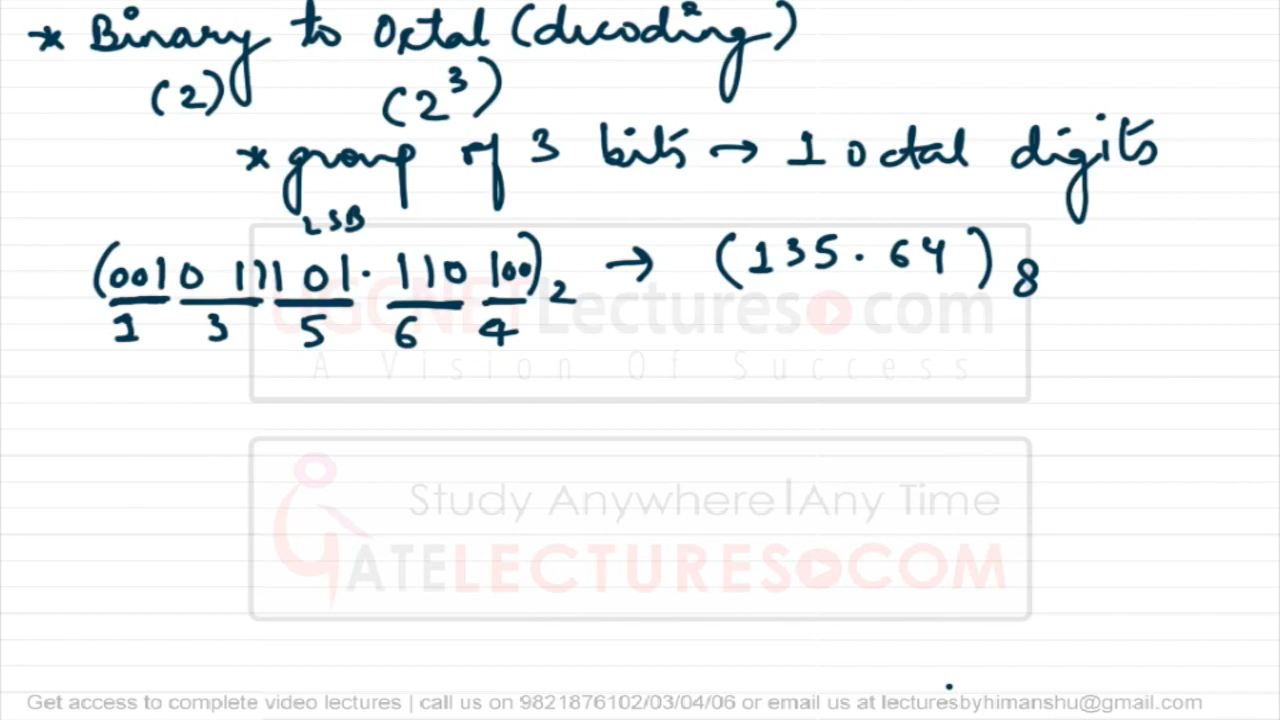 * Binary to Octal (decoding)
(2) (2³)
* group of 3 bits → 1 octal digits
LSB
(001 011 101 . 110 100)₂ → (135.64)₈
1 3 5 6 4
UGCNETLectures.com
A Vision Of Success
Study Anywhere|Any Time
GATELECTURES.COM
Get access to complete video lectures | call us on 9821876102/03/04/06 or email us at lecturesbyhimanshu@gmail.com